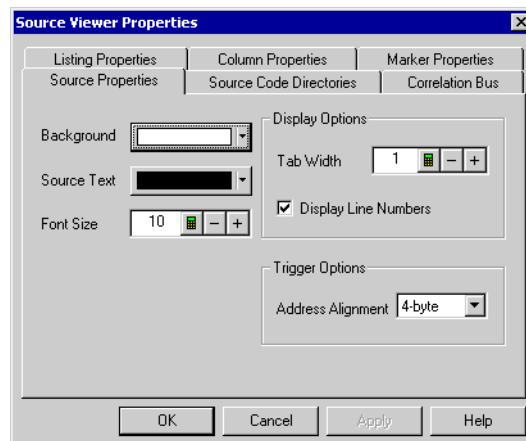 Source Viewer Properties
Listing Properties Column Properties Marker Properties
Source Properties Source Code Directories Correlation Bus
Background
Source Text
Font Size 10
Display Options
Tab Width 1
Display Line Numbers
Trigger Options
Address Alignment 4-byte
OK Cancel Apply Help